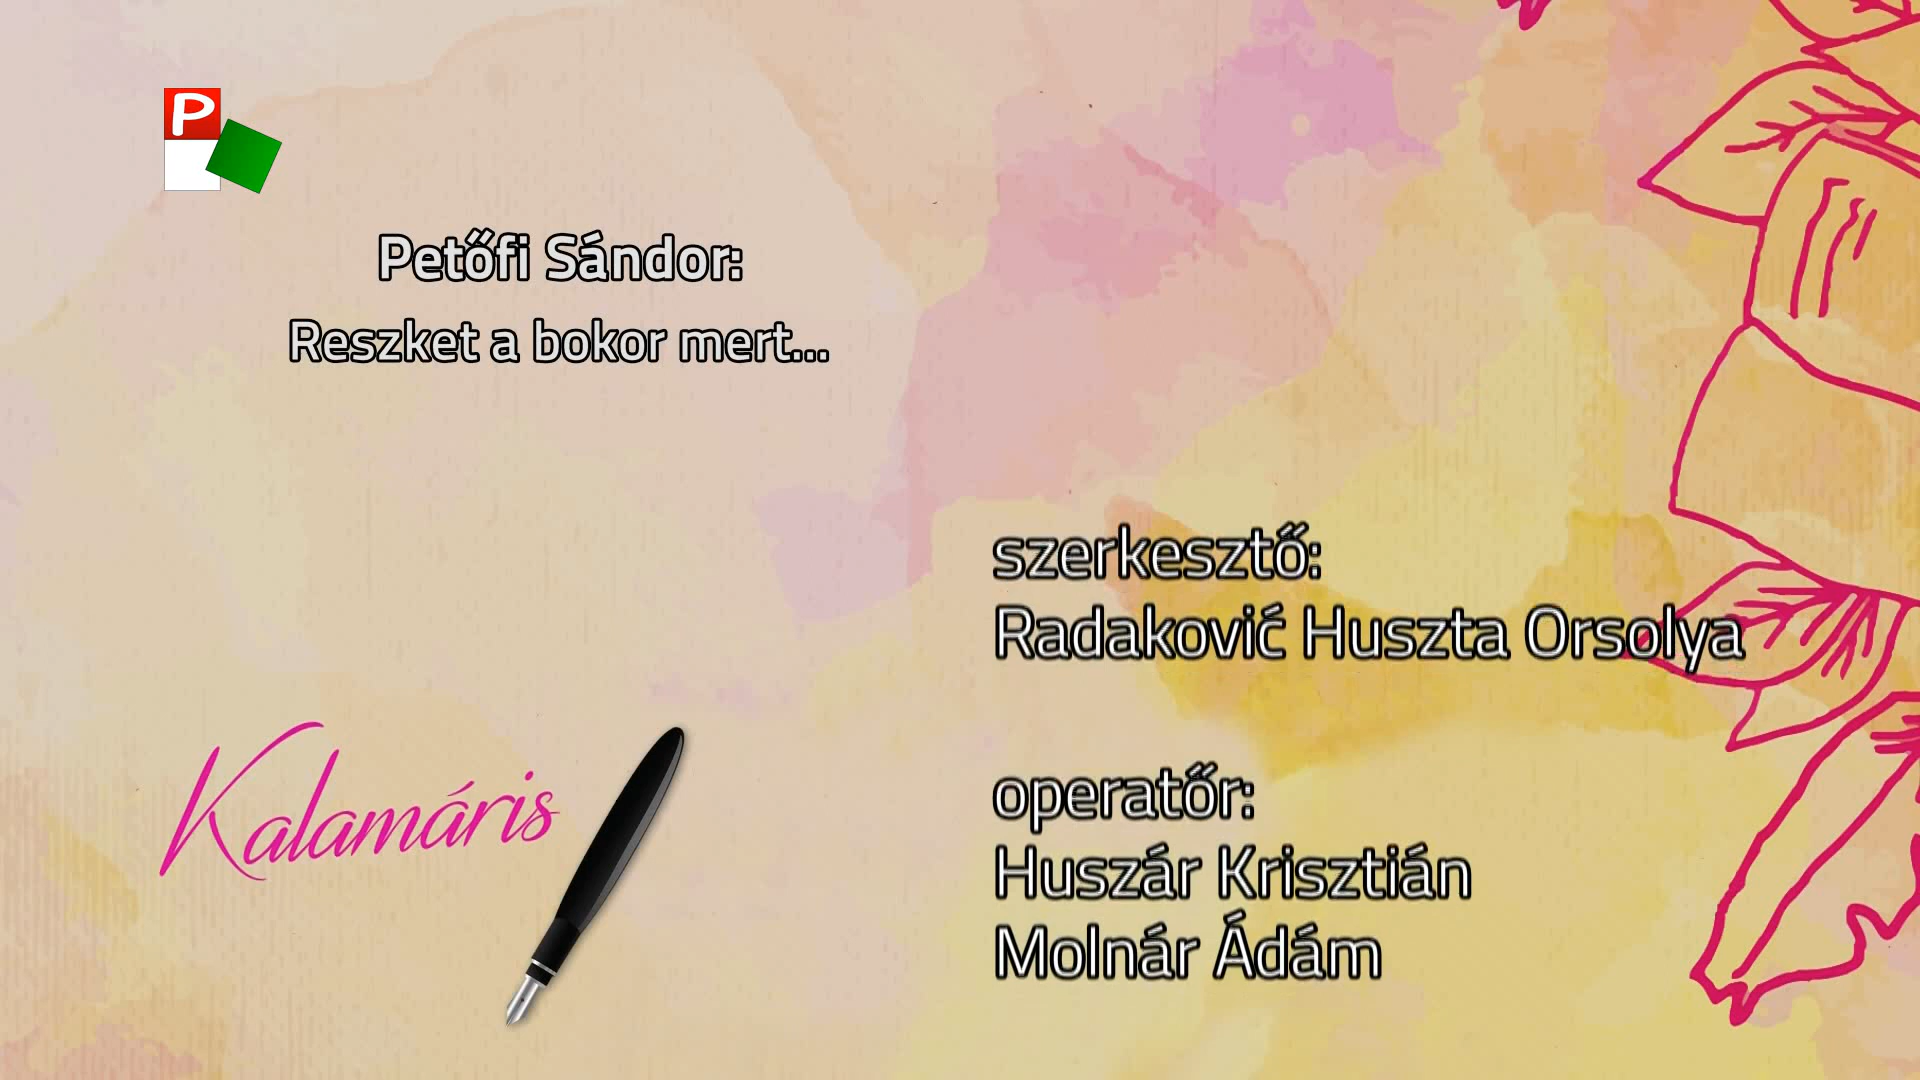 P
Petőfi Sándor:
Reszket a bokor mert...
szerkesztő:
Radaković Huszta Orsolya
operatőr:
Huszár Krisztián
Molnár Ádám
Kalamáris